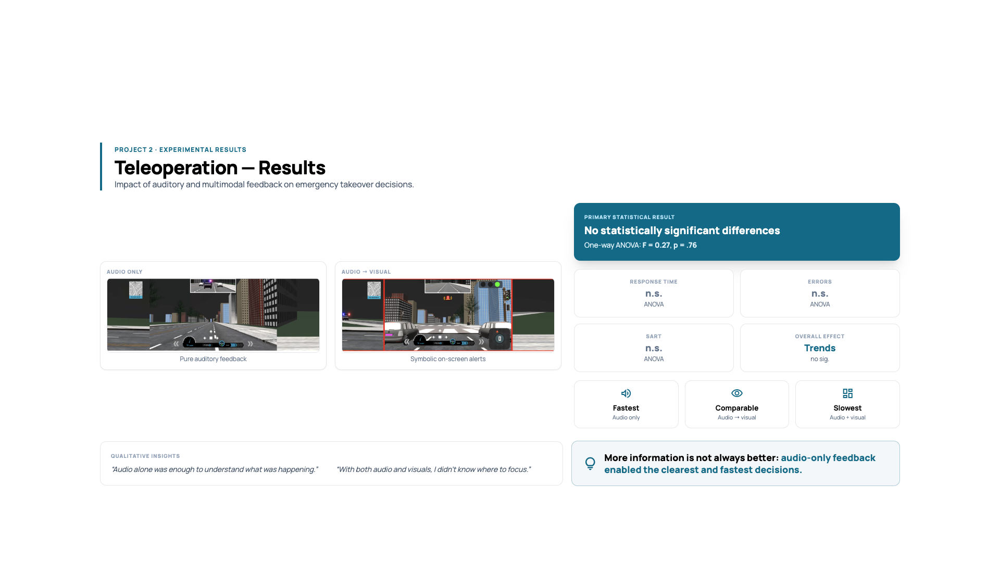 PROJECT 2 · EXPERIMENTAL RESULTS
Teleoperation — Results
Impact of auditory and multimodal feedback on emergency takeover decisions.
AUDIO ONLY
Pure auditory feedback
AUDIO → VISUAL
Symbolic on-screen alerts
PRIMARY STATISTICAL RESULT
No statistically significant differences
One-way ANOVA: F = 0.27, p = .76
RESPONSE TIME
n.s.
ANOVA
ERRORS
n.s.
ANOVA
SART
n.s.
ANOVA
OVERALL EFFECT
Trends
no sig.
Fastest
Audio only
Comparable
Audio → visual
Slowest
Audio + visual
QUALITATIVE INSIGHTS
“Audio alone was enough to understand what was happening.”
“With both audio and visuals, I didn’t know where to focus.”
More information is not always better: audio-only feedback
enabled the clearest and fastest decisions.